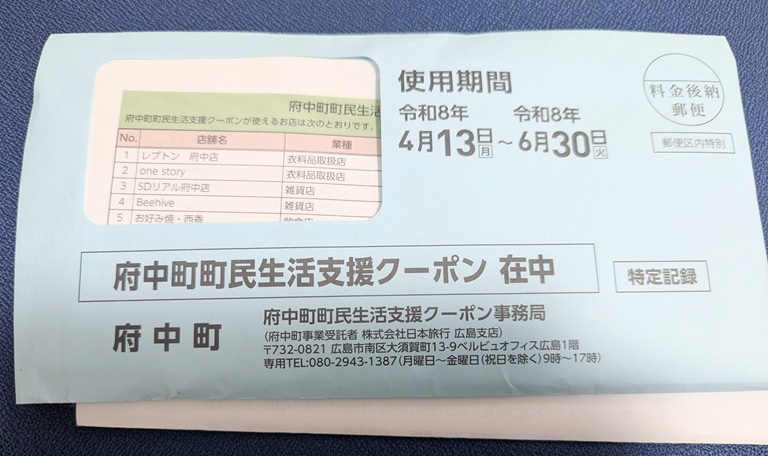 使用期間
令和8年 令和8年
4月13日月～6月30日火
料金後納
郵便
郵便区内特別
府中町町民生活
府中町町民生活支援クーポンが使えるお店は次のとおりです。
No. 店舗名 業種
1 レプトン 府中店 衣料品取扱店
2 one story 衣料品取扱店
3 SDリアル府中店 雑貨店
4 Beehive 雑貨店
5 お好み焼・西香
府中町町民生活支援クーポン 在中
特定記録
府中町
府中町町民生活支援クーポン事務局
(府中町事業受託者 株式会社日本旅行 広島支店)
〒732-0821 広島市南区大須賀町13-9ベルビュオフィス広島1階
専用TEL:080-2943-1387(月曜日～金曜日(祝日を除く)9時～17時)